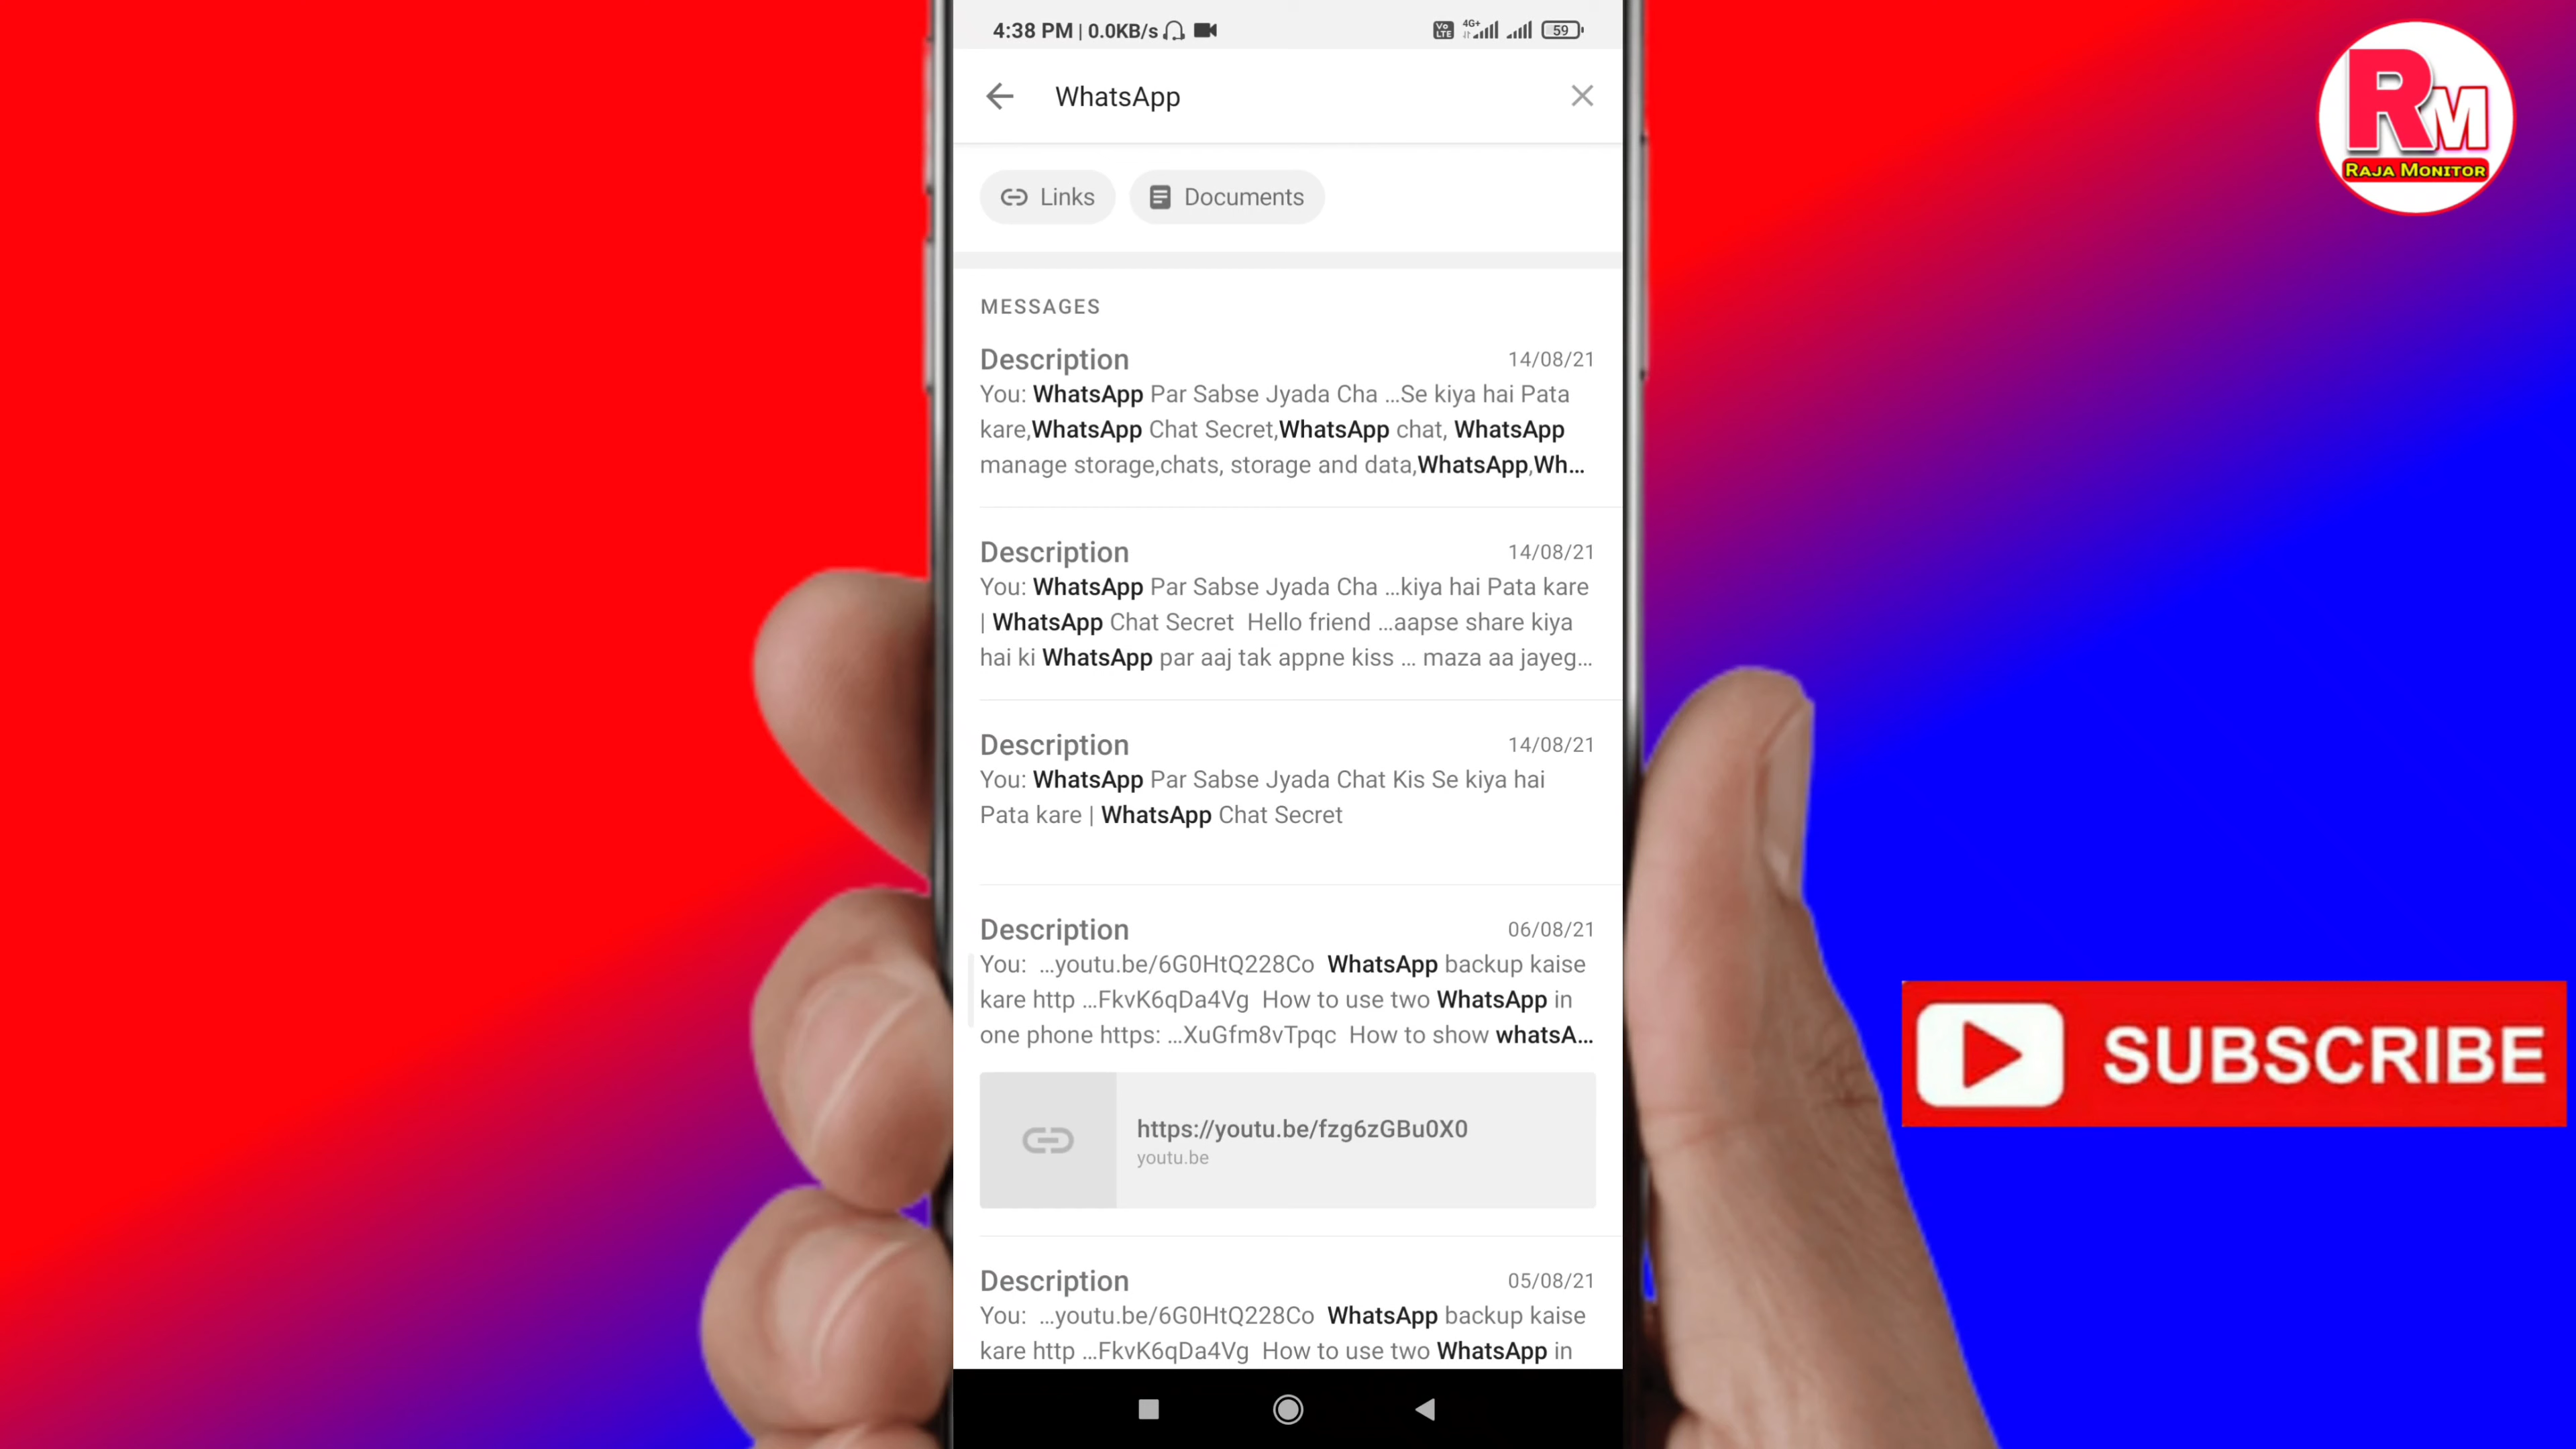 4:38 PM | 0.0KB/s
Vo LTE 4G+ 59
WhatsApp
Links Documents
MESSAGES
Description 14/08/21
You: WhatsApp Par Sabse Jyada Cha ...Se kiya hai Pata
kare,WhatsApp Chat Secret,WhatsApp chat, WhatsApp
manage storage,chats, storage and data,WhatsApp,Wh...
Description 14/08/21
You: WhatsApp Par Sabse Jyada Cha ...kiya hai Pata kare
| WhatsApp Chat Secret Hello friend ...aapse share kiya
hai ki WhatsApp par aaj tak appne kiss ... maza aa jayeg...
Description 14/08/21
You: WhatsApp Par Sabse Jyada Chat Kis Se kiya hai
Pata kare | WhatsApp Chat Secret
Description 06/08/21
You: ...youtu.be/6G0HtQ228Co WhatsApp backup kaise
kare http ...FkvK6qDa4Vg How to use two WhatsApp in
one phone https: ...XuGfm8vTpqc How to show whatsA...
https://youtu.be/fzg6zGBu0X0
youtu.be
Description 05/08/21
You: ...youtu.be/6G0HtQ228Co WhatsApp backup kaise
kare http ...FkvK6qDa4Vg How to use two WhatsApp in
RM
RAJA MONITOR
SUBSCRIBE